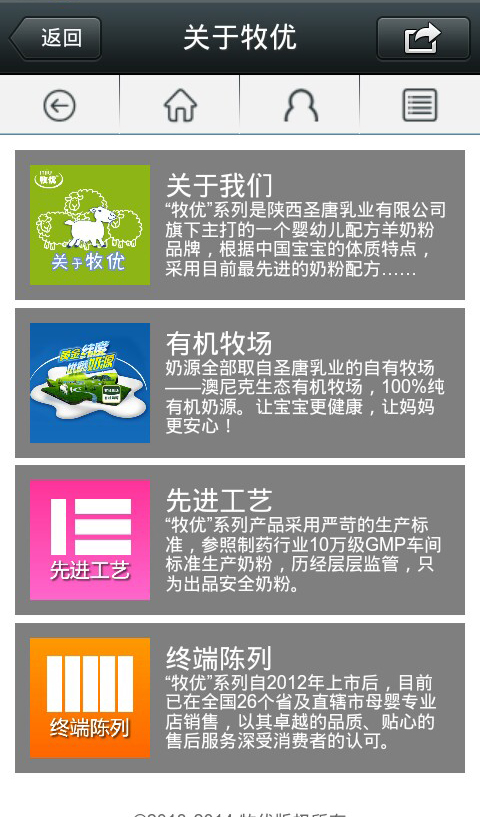 返回
关于牧优
牧优
关于牧优
关于我们
“牧优”系列是陕西圣唐乳业有限公司
旗下主打的一个婴幼儿配方羊奶粉
品牌，根据中国宝宝的体质特点，
采用目前最先进的奶粉配方……
黄金纬度
优质奶源
有机牧场
奶源全部取自圣唐乳业的自有牧场
——澳尼克生态有机牧场，100%纯
有机奶源。让宝宝更健康，让妈妈
更安心！
先进工艺
先进工艺
“牧优”系列产品采用严苛的生产标
准，参照制药行业10万级GMP车间
标准生产奶粉，历经层层监管，只
为出品安全奶粉。
终端陈列
终端陈列
“牧优”系列自2012年上市后，目前
已在全国26个省及直辖市母婴专业
店销售，以其卓越的品质、贴心的
售后服务深受消费者的认可。